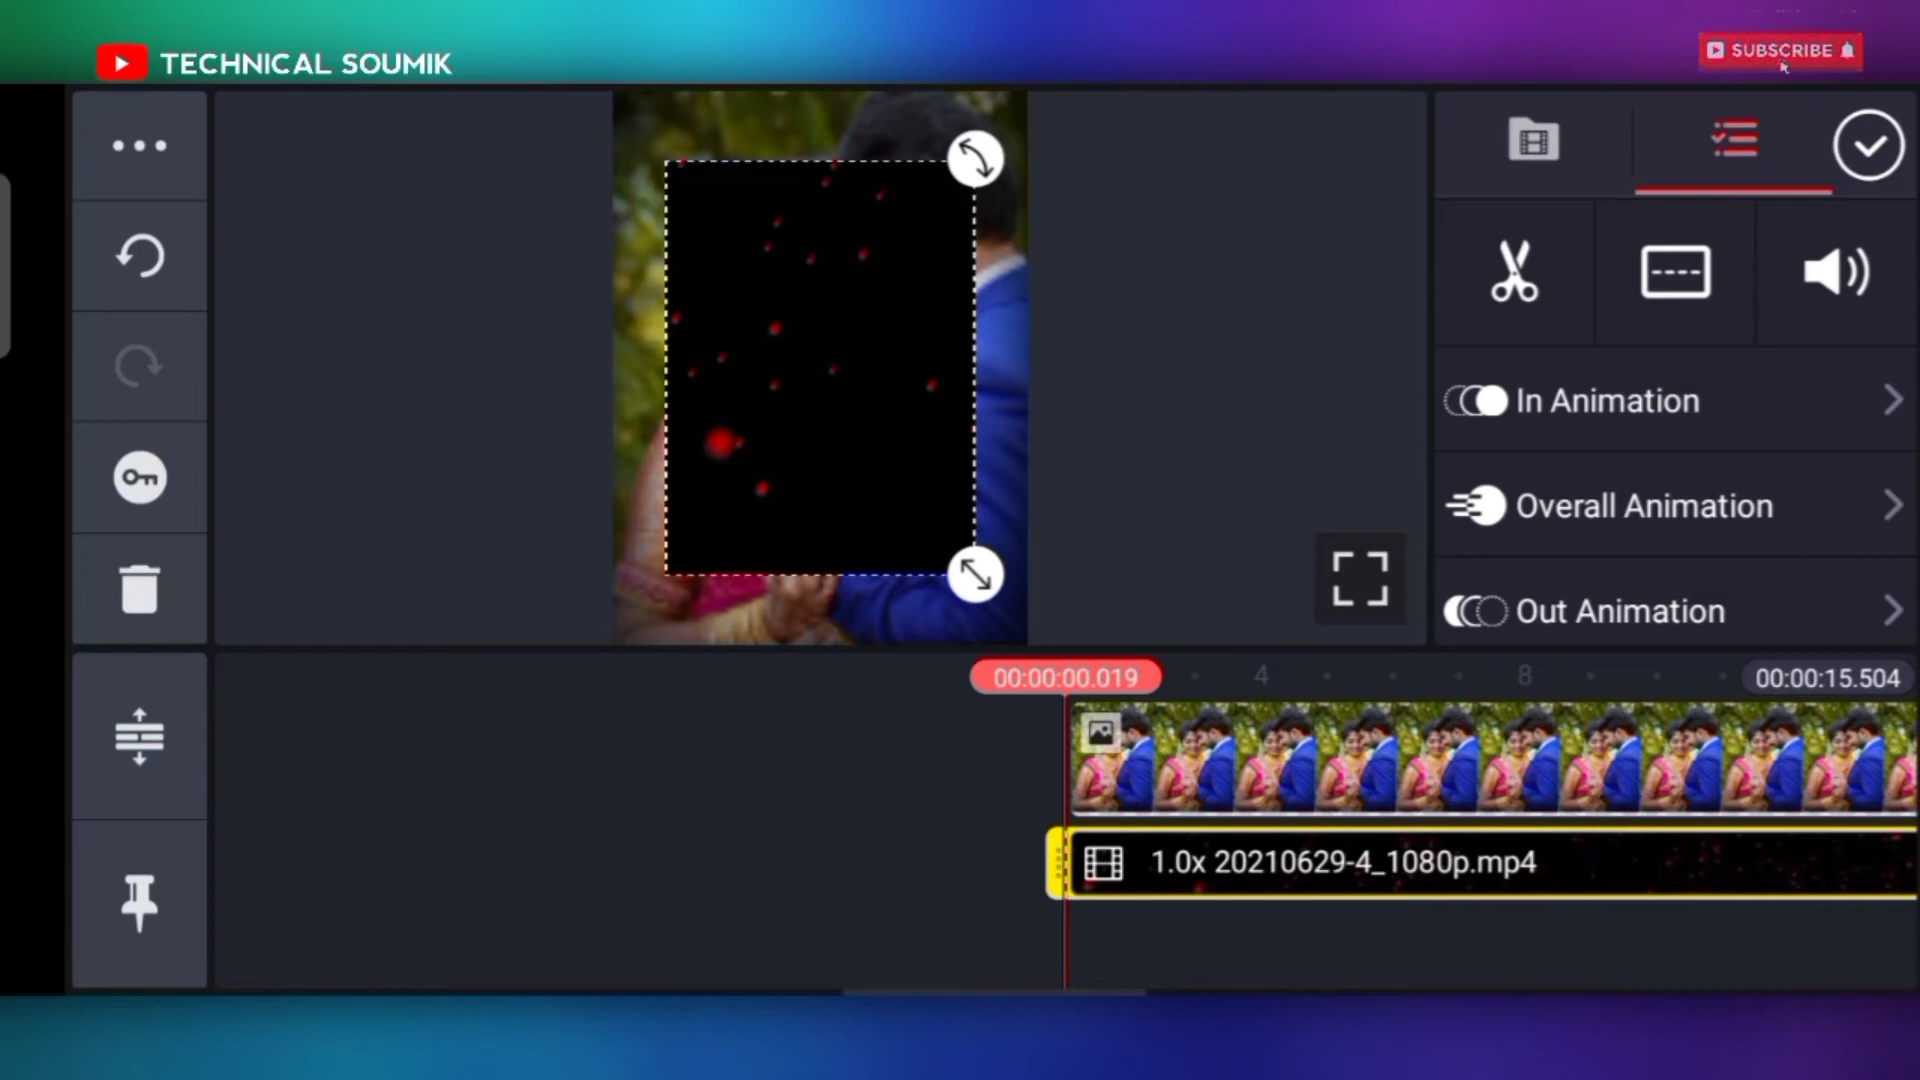 TECHNICAL SOUMIK
SUBSCRIBE
In Animation
Overall Animation
Out Animation
00:00:00.019
4
8
00:00:15.504
1.0x 20210629-4_1080p.mp4